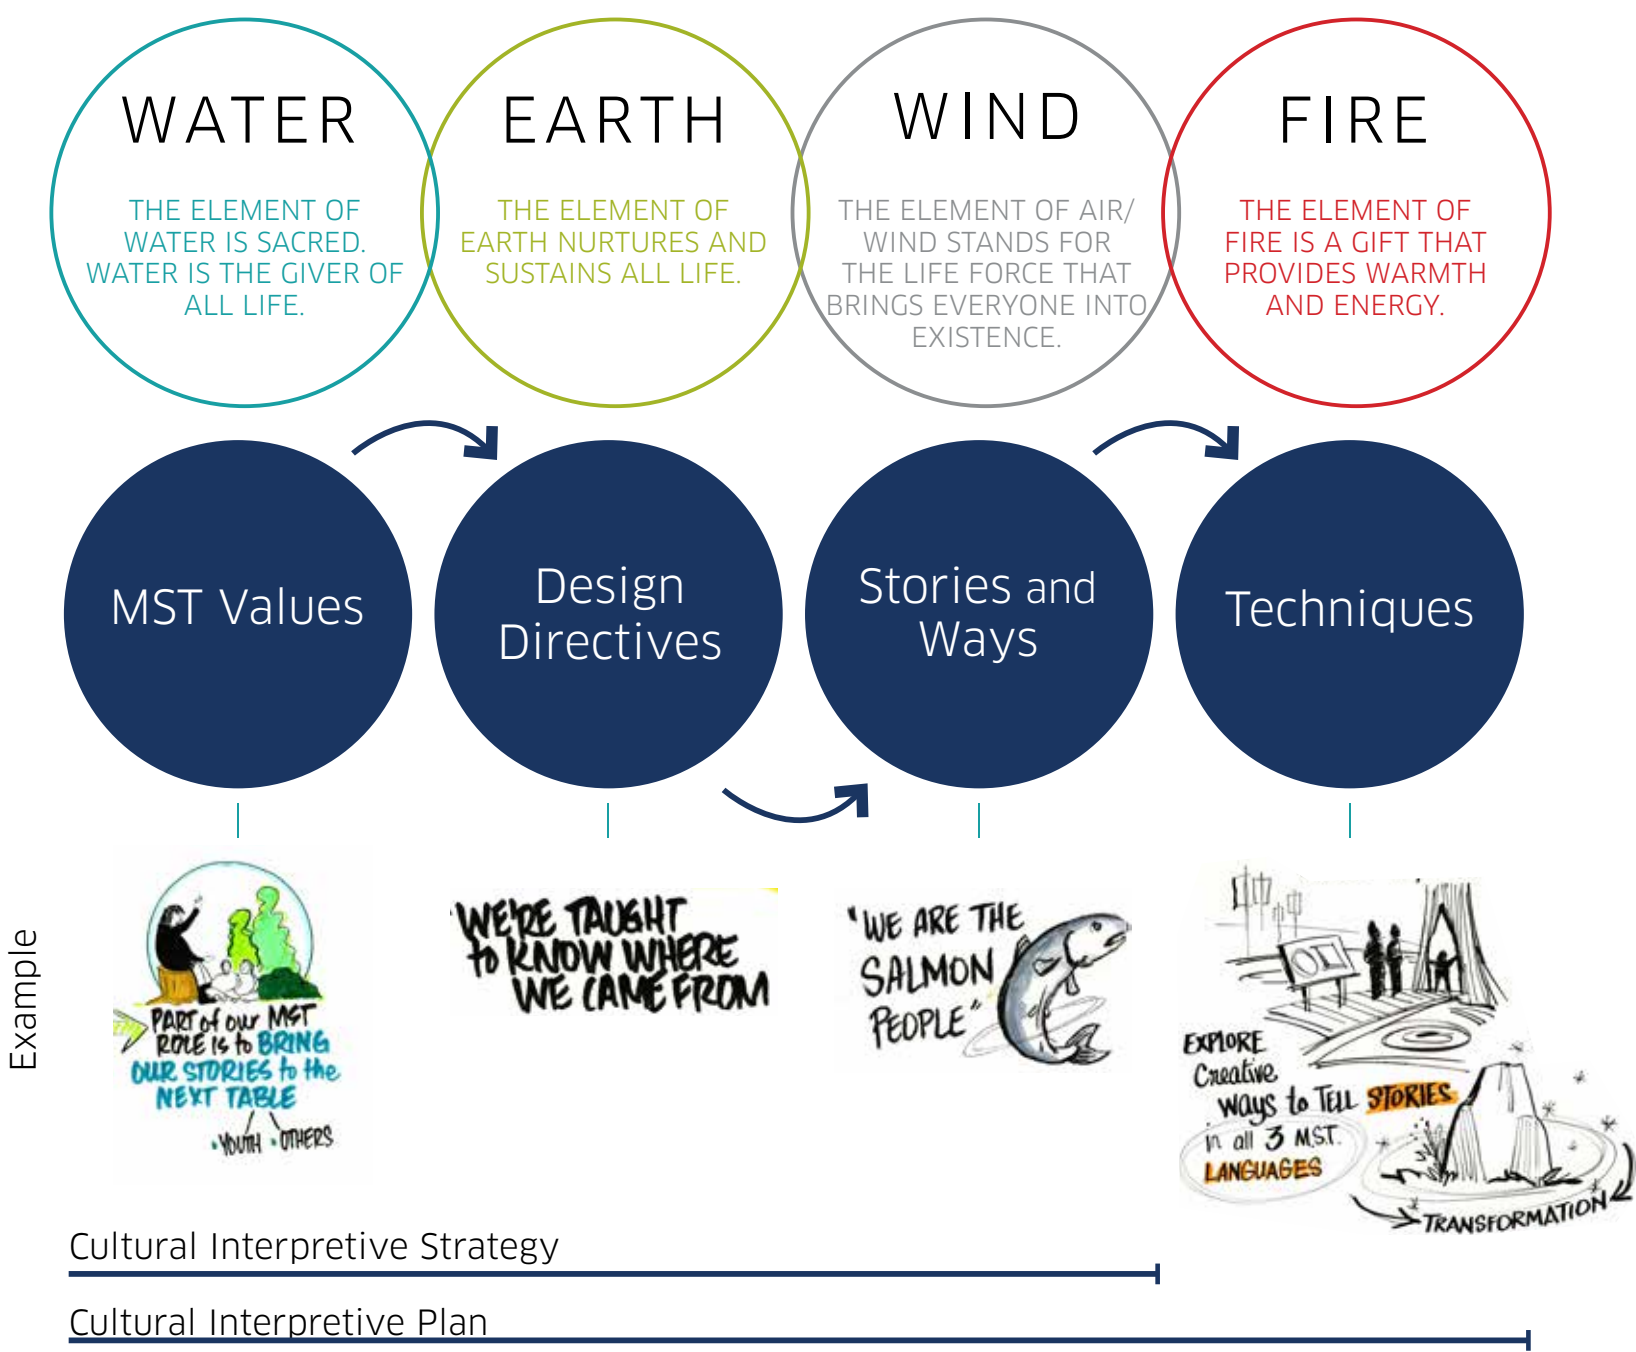 WATER
THE ELEMENT OF
WATER IS SACRED.
WATER IS THE GIVER OF
ALL LIFE.
EARTH
THE ELEMENT OF
EARTH NURTURES AND
SUSTAINS ALL LIFE.
WIND
THE ELEMENT OF AIR/
WIND STANDS FOR
THE LIFE FORCE THAT
BRINGS EVERYONE INTO
EXISTENCE.
FIRE
THE ELEMENT OF
FIRE IS A GIFT THAT
PROVIDES WARMTH
AND ENERGY.
MST Values
Design
Directives
Stories and
Ways
Techniques
Example
PART of our MST
ROLE is to BRING
OUR STORIES to the
NEXT TABLE
• YOUTH • OTHERS
WE'RE TAUGHT
to KNOW WHERE
WE CAME FROM
"WE ARE THE
SALMON
PEOPLE"
EXPLORE
Creative
ways to TELL STORIES
in all 3 M.S.T.
LANGUAGES
TRANSFORMATION
Cultural Interpretive Strategy
Cultural Interpretive Plan